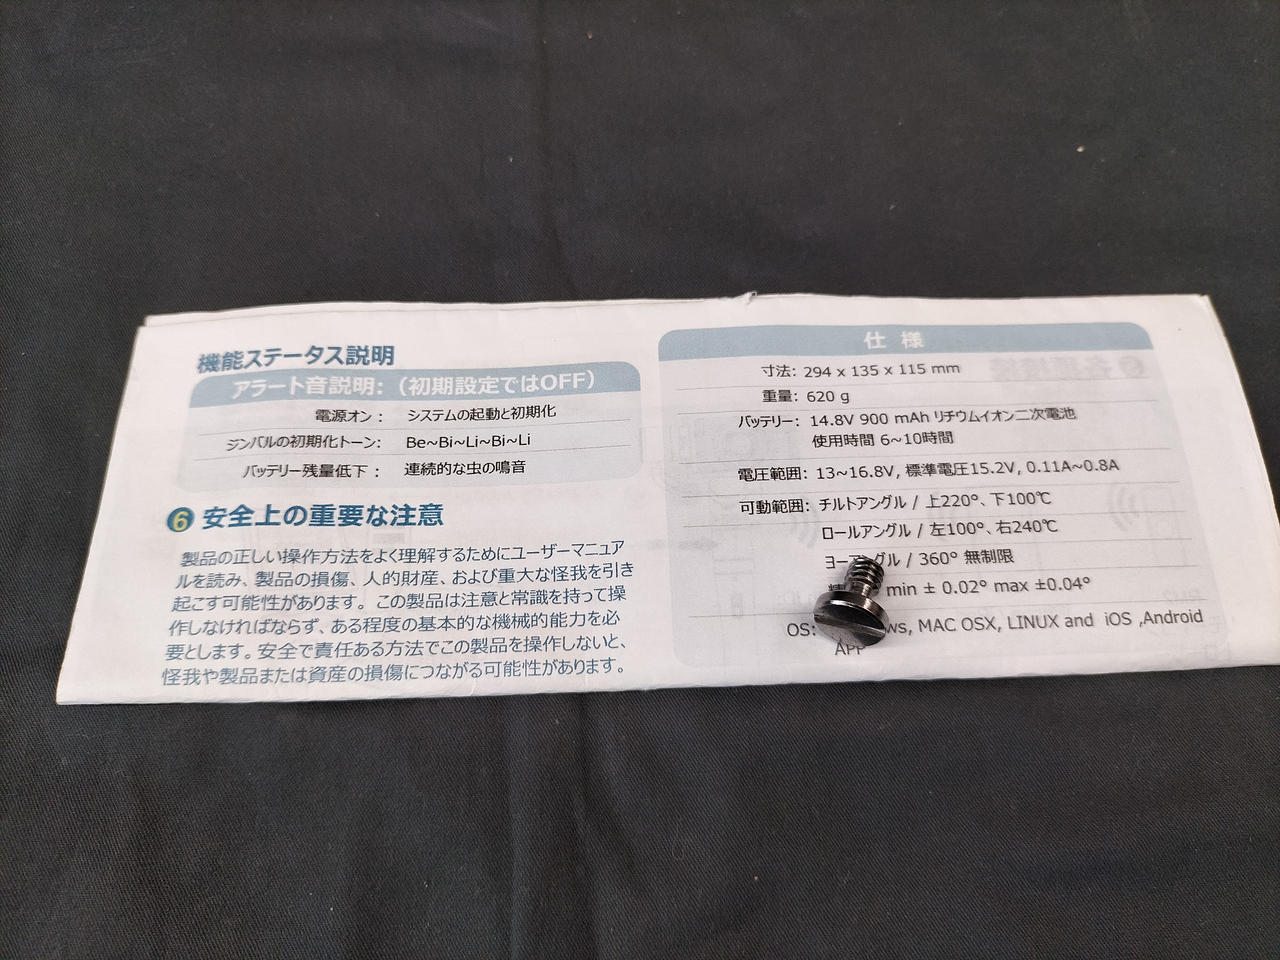 機能ステータス説明
アラート音説明:（初期設定ではOFF）
電源オン： システムの起動と初期化
ジンバルの初期化トーン: Be~Bi~Li~Bi~Li
バッテリー残量低下： 連続的な虫の鳴音
6 安全上の重要な注意
製品の正しい操作方法をよく理解するためにユーザーマニュア
ルを読み、製品の損傷、人的財産、および重大な怪我を引き
起こす可能性があります。この製品は注意と常識を持って操
作しなければならず、ある程度の基本的な機械的能力を必
要とします。安全で責任ある方法でこの製品を操作しないと、
怪我や製品または資産の損傷につながる可能性があります。
仕様
寸法: 294 x 135 x 115 mm
重量: 620 g
バッテリー: 14.8V 900 mAh リチウムイオン二次電池
使用時間 6~10時間
電圧範囲: 13~16.8V, 標準電圧15.2V, 0.11A~0.8A
可動範囲: チルトアングル / 上220°、下100℃
ロールアングル / 左100°、右240℃
ヨーアングル / 360° 無制限
min ± 0.02° max ±0.04°
OS: MAC OSX, LINUX and iOS ,Android
APP